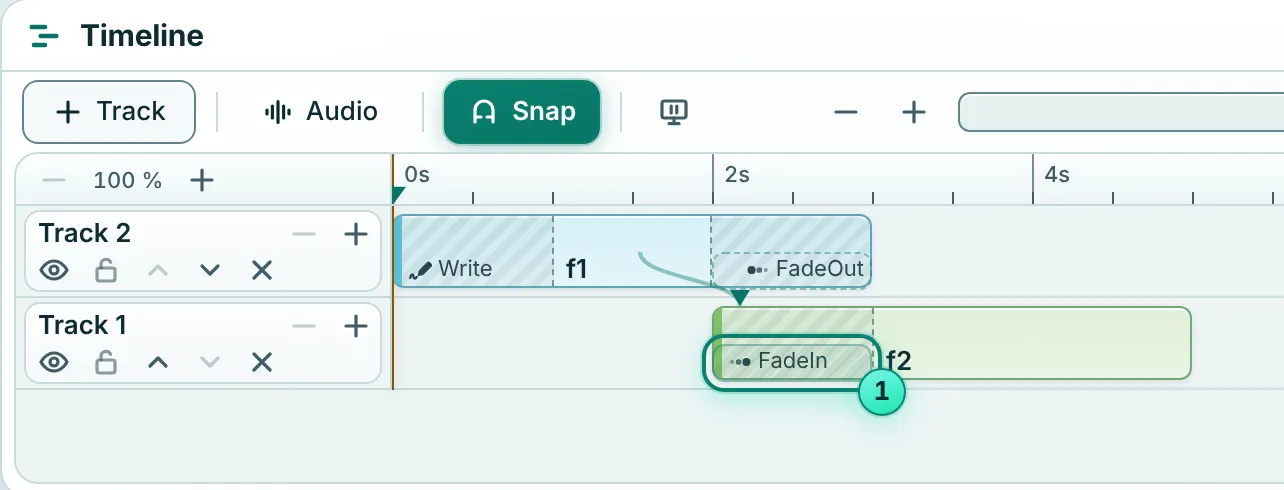 Timeline
Track Audio Snap
100 % 0s 2s 4s
Track 2
Write f1 FadeOut
Track 1
FadeIn f2
1